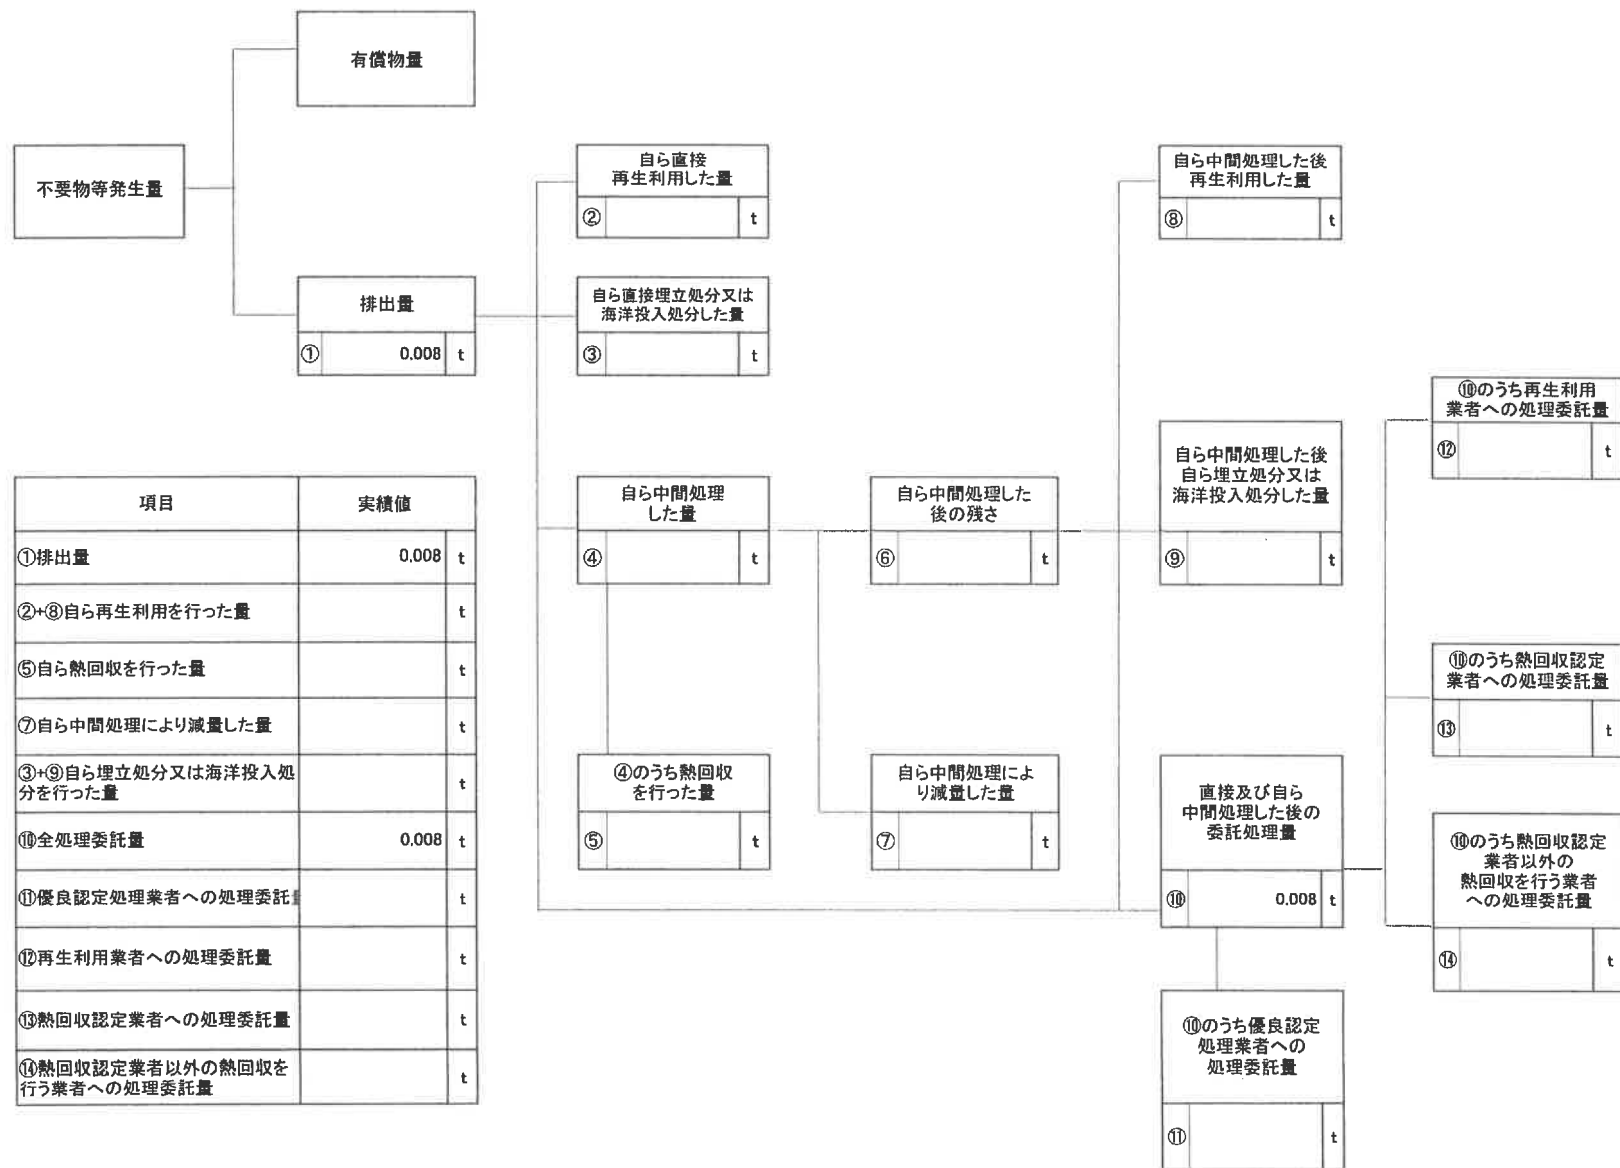 有償物量
不要物等発生量
排出量
① 0.008 t
自ら直接
再生利用した量
② t
自ら直接埋立処分又は
海洋投入処分した量
③ t
自ら中間処理
した量
④ t
④のうち熱回収
を行った量
⑤ t
自ら中間処理した
後の残さ
⑥ t
自ら中間処理によ
り減量した量
⑦ t
自ら中間処理した後
再生利用した量
⑧ t
自ら中間処理した後
自ら埋立処分又は
海洋投入処分した量
⑨ t
直接及び自ら
中間処理した後の
委託処理量
⑩ 0.008 t
⑩のうち優良認定
処理業者への
処理委託量
⑪ t
⑩のうち再生利用
業者への処理委託量
⑫ t
⑩のうち熱回収認定
業者への処理委託量
⑬ t
⑩のうち熱回収認定
業者以外の
熱回収を行う業者
への処理委託量
⑭ t
項目 実績値
①排出量 0.008 t
②+⑧自ら再生利用を行った量 t
⑤自ら熱回収を行った量 t
⑦自ら中間処理により減量した量 t
③+⑨自ら埋立処分又は海洋投入処
分を行った量 t
⑩全処理委託量 0.008 t
⑪優良認定処理業者への処理委託 t
⑫再生利用業者への処理委託量 t
⑬熱回収認定業者への処理委託量 t
⑭熱回収認定業者以外の熱回収を
行う業者への処理委託量 t